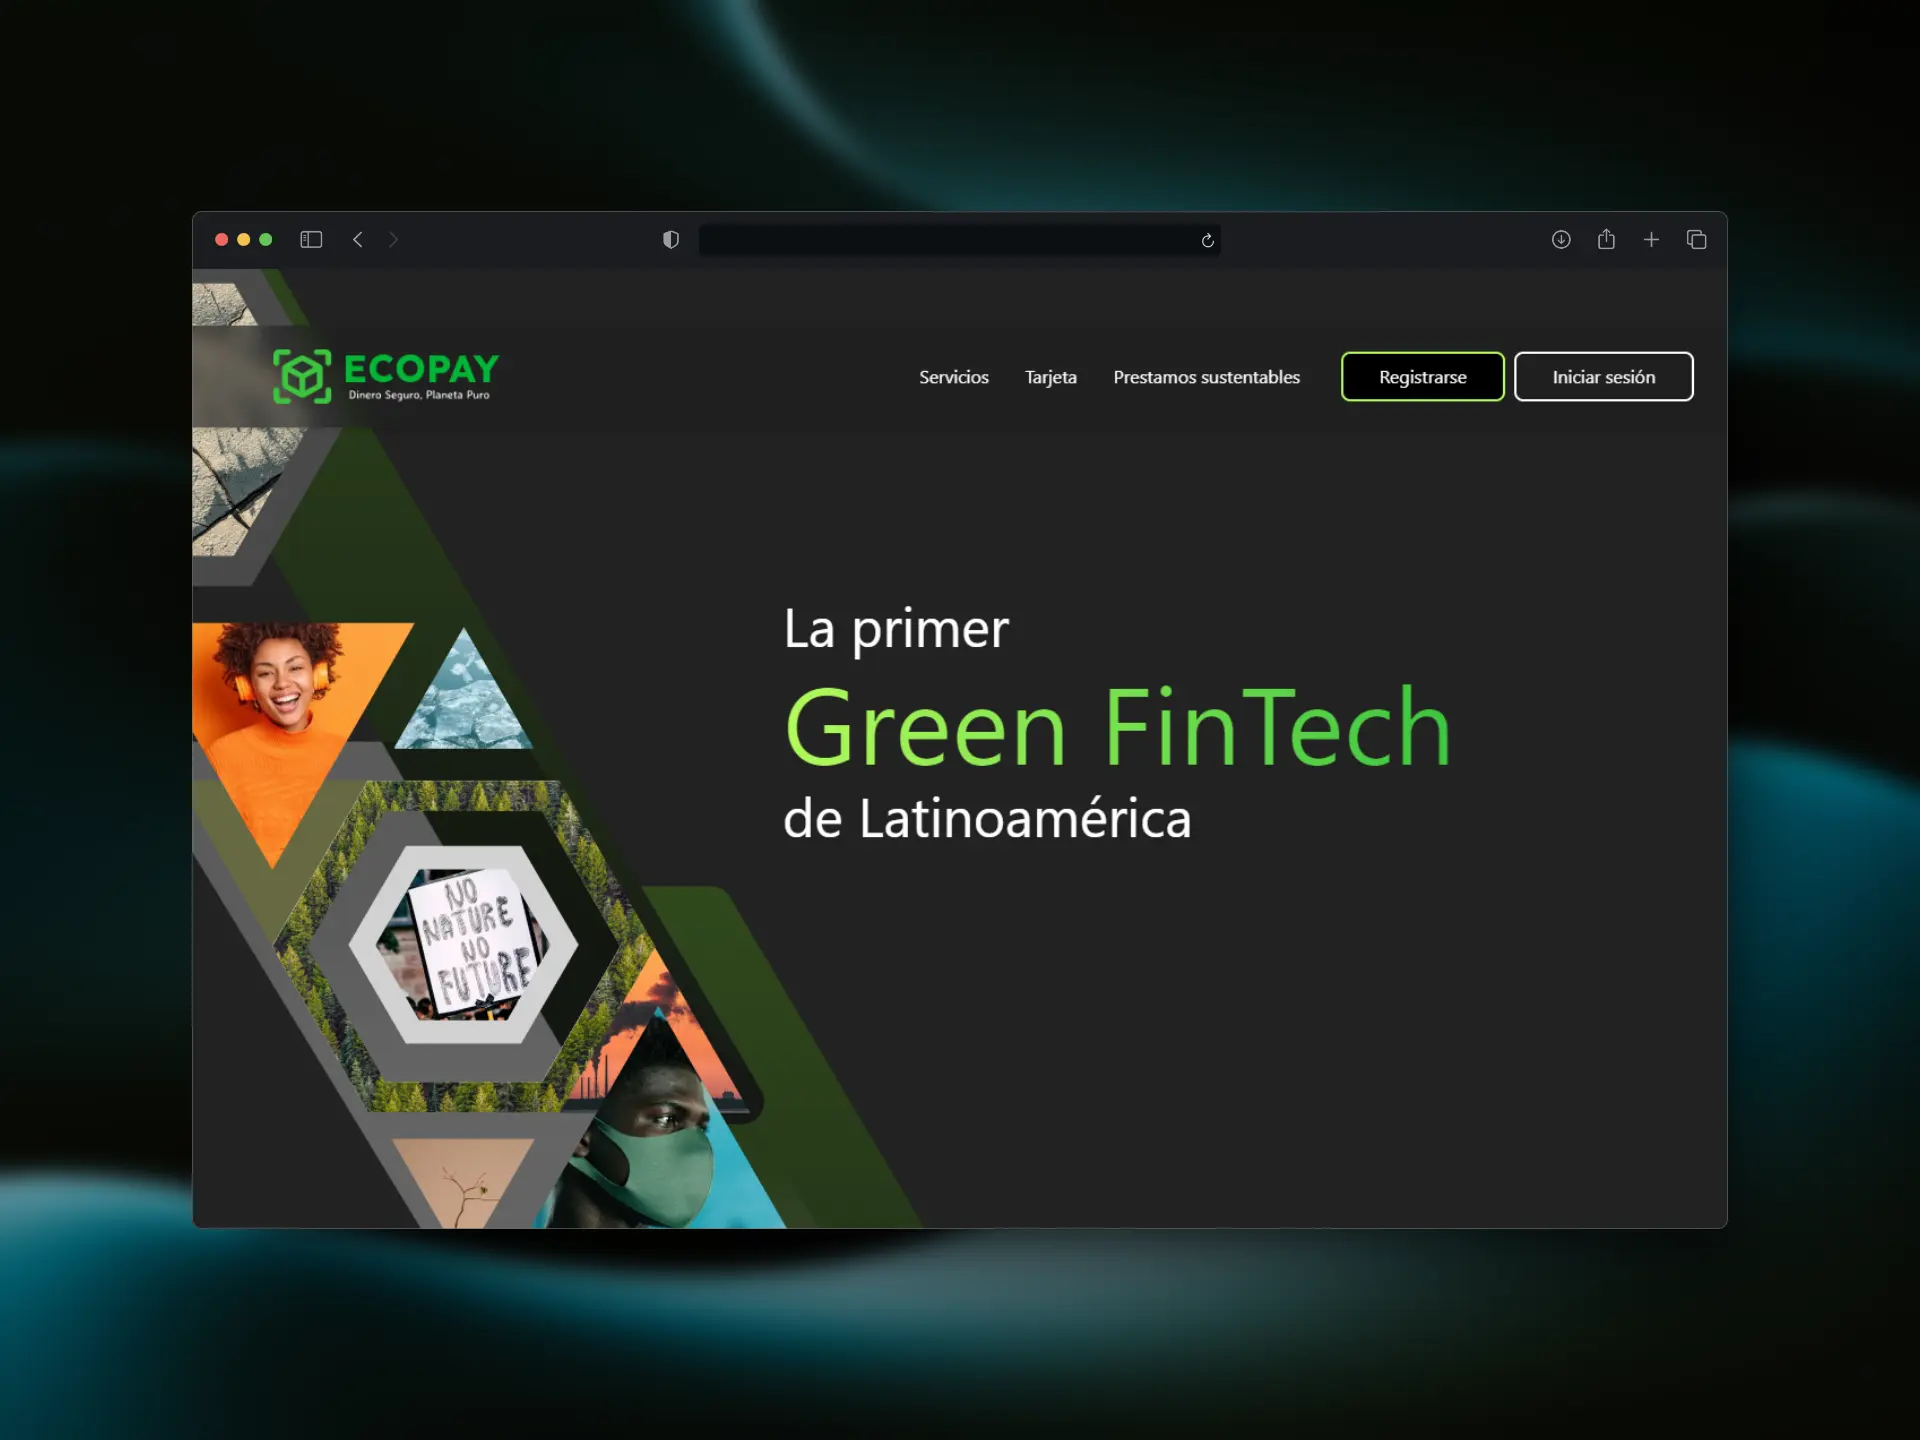 ECOPAY
Dinero Seguro, Planeta Puro
Servicios
Tarjeta
Prestamos sustentables
Registrarse
Iniciar sesión
La primer
Green FinTech
de Latinoamérica
NO
NATURE
NO
FUTURE